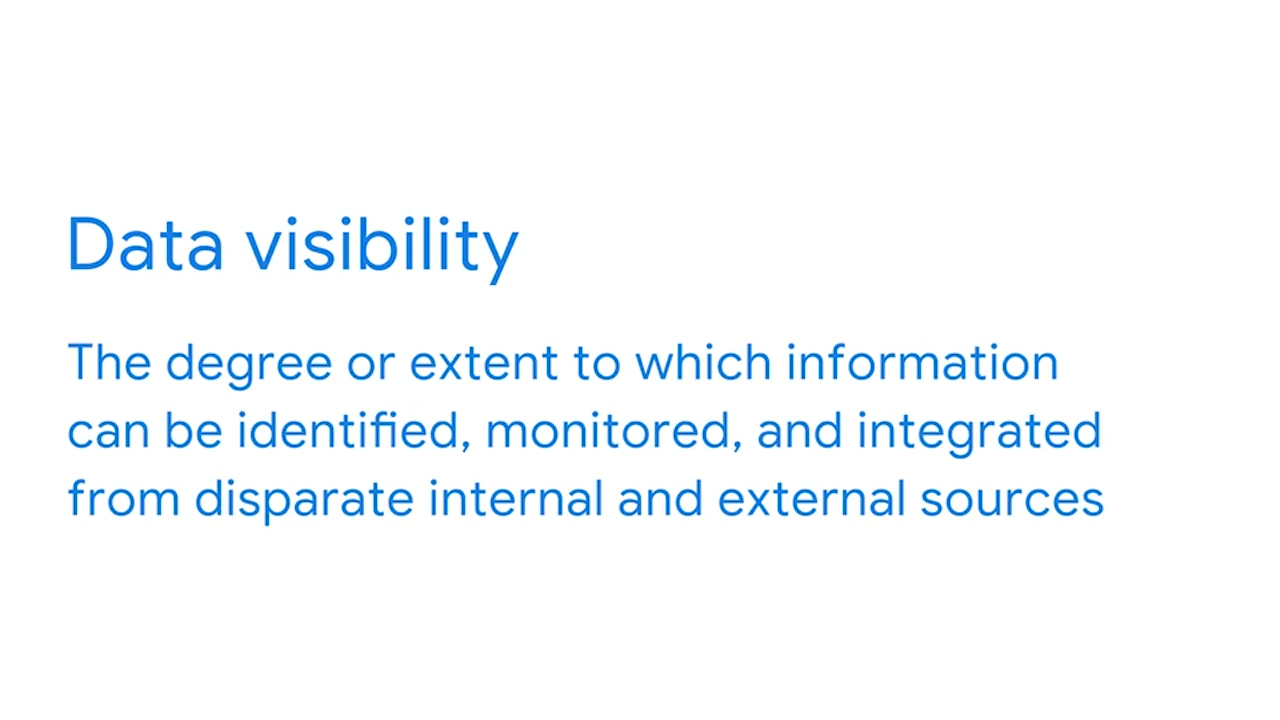 Data visibility
The degree or extent to which information
can be identified, monitored, and integrated
from disparate internal and external sources